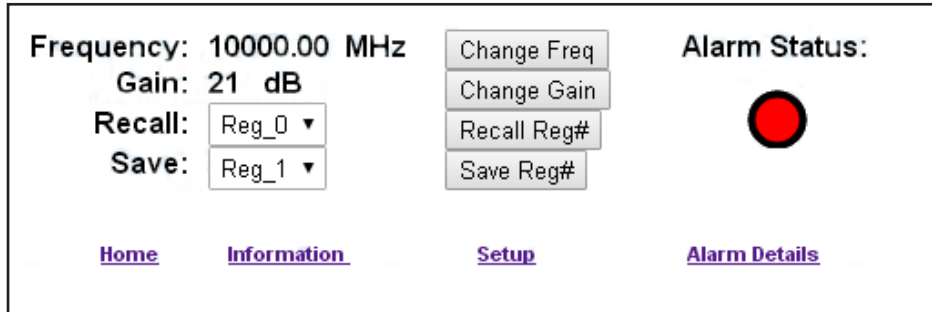 Frequency: 10000.00 MHz Change Freq Alarm Status:
Gain: 21 dB Change Gain
Recall: Reg_0 ▼ Recall Reg#
Save: Reg_1 ▼ Save Reg#
Home Information Setup Alarm Details